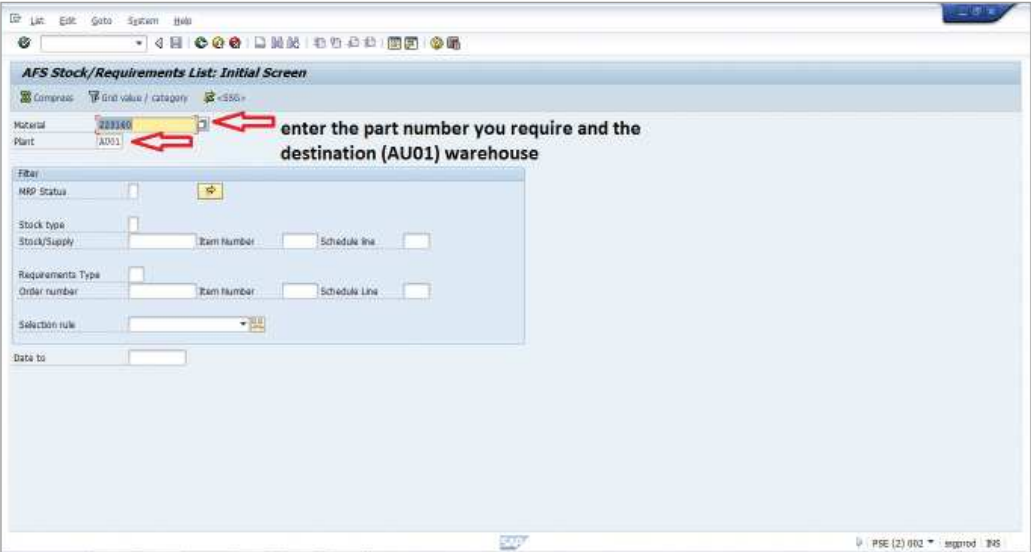 List Edit Goto System Help
AFS Stock/Requirements List: Initial Screen
Compress Grid value / category <SSG>
Material 223160
Plant AU01
enter the part number you require and the
destination (AU01) warehouse
Filter
MRP Status
Stock type
Stock/Supply Item Number Schedule line
Requirements Type
Order number Item Number Schedule Line
Selection rule
Date to
SAP
PSE (2) 002 ssgprod INS